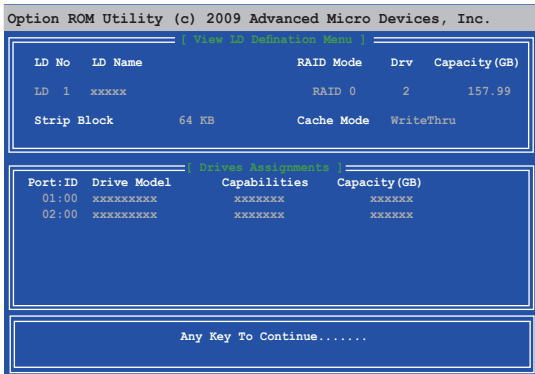 Option ROM Utility (c) 2009 Advanced Micro Devices, Inc.
[ View LD Defination Menu ]
LD No LD Name RAID Mode Drv Capacity(GB)
LD 1 xxxxx RAID 0 2 157.99
Strip Block 64 KB Cache Mode WriteThru
[ Drives Assignments ]
Port:ID Drive Model Capabilities Capacity(GB)
01:00 xxxxxxxxx xxxxxxx xxxxxx
02:00 xxxxxxxxx xxxxxxx xxxxxx
Any Key To Continue.......